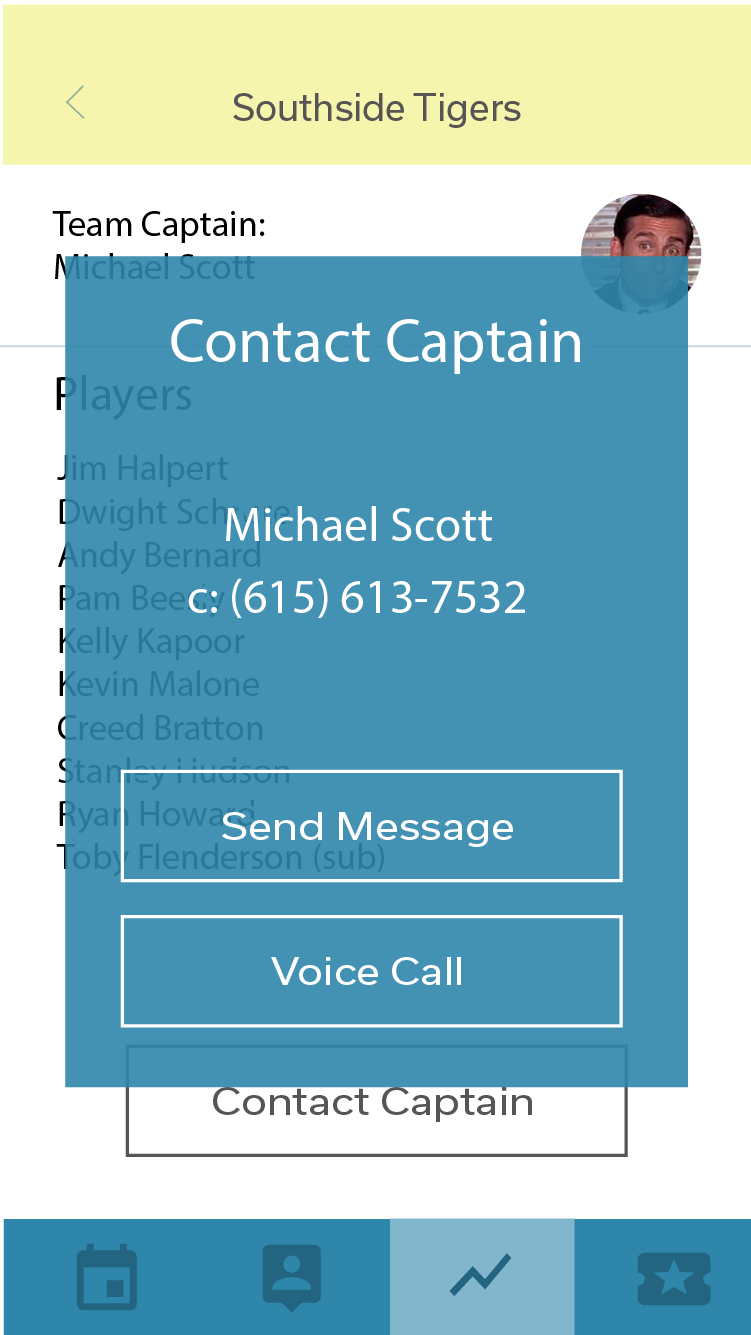 Southside Tigers
Team Captain:
Michael Scott
Contact Captain
Players
Jim Halpert
Dwight
Michael Scott
Andy Bernard
Pam
c: (615) 613-7532
Kelly Kapoor
Kevin Malone
Creed Bratton
Stanley Hudson
Ryan Howard
Send Message
Toby Flenderson (sub)
Voice Call
Contact Captain